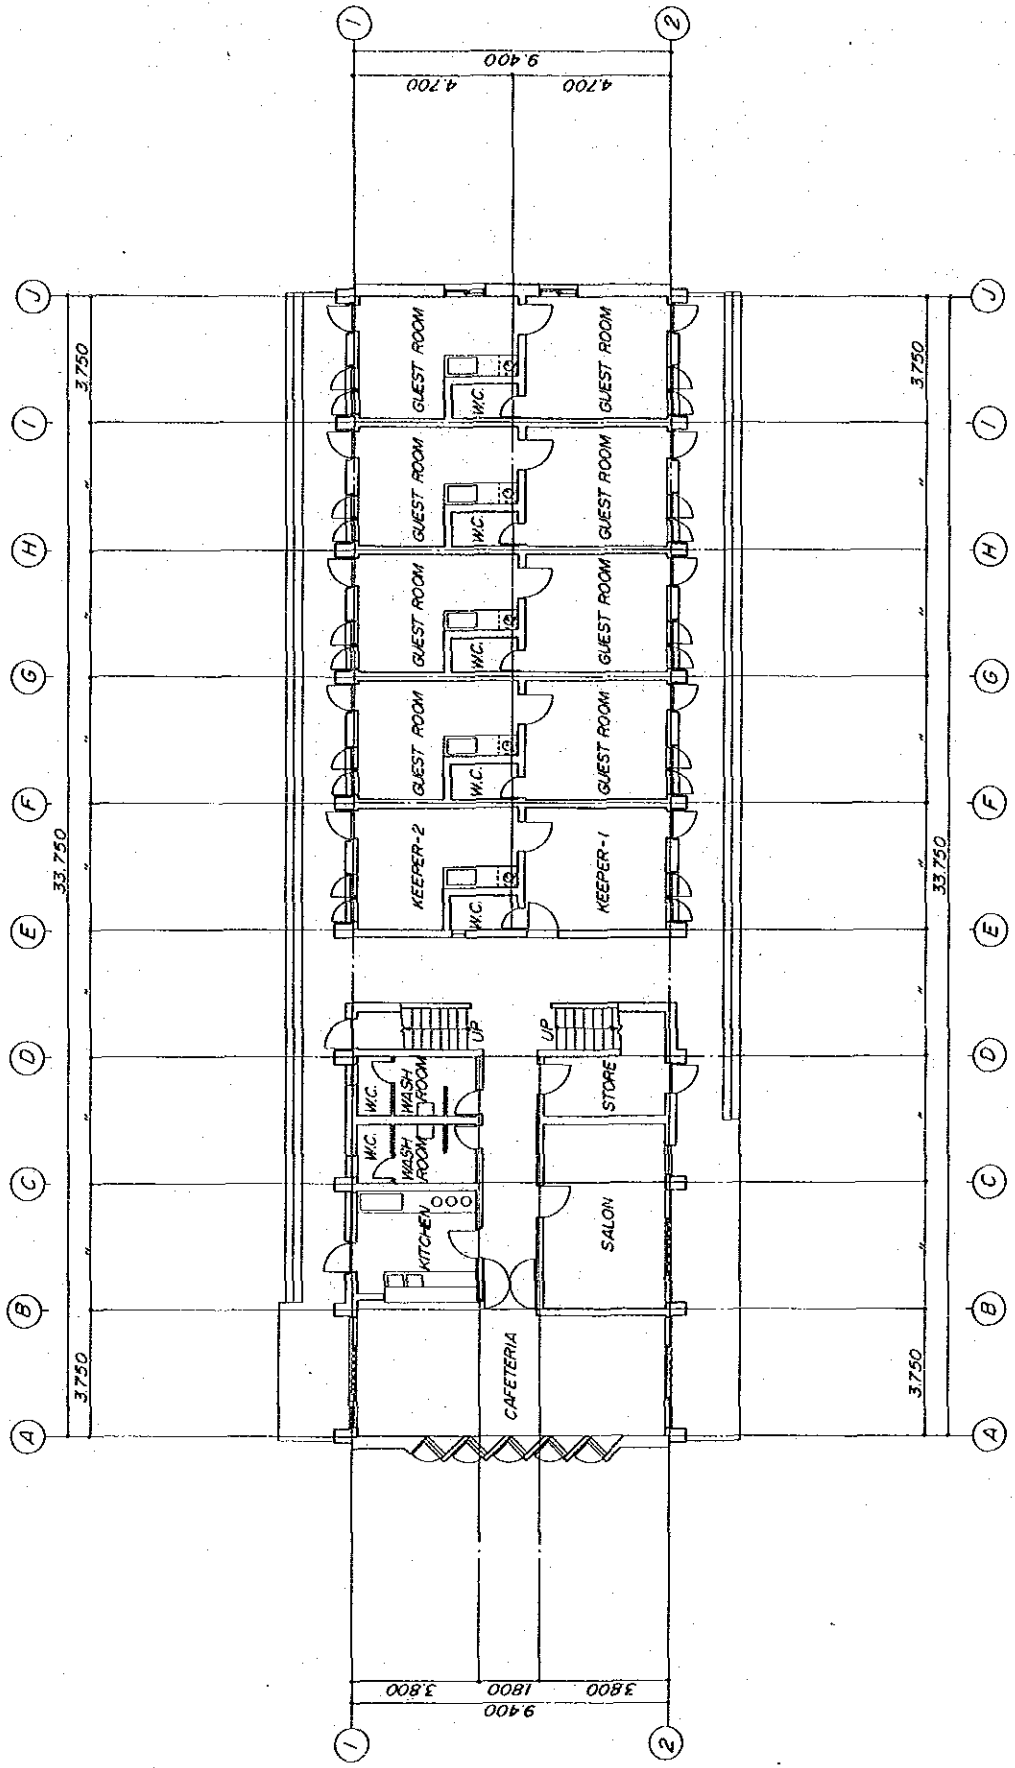 1
2
9.400
4.700
4.700
J
I
H
G
F
E
D
C
B
A
J
I
H
G
F
E
D
C
B
A
3.750
"
"
"
"
"
"
"
3.750
33.750
3.750
"
"
"
"
"
"
"
3.750
33.750
GUEST ROOM
W.C.
GUEST ROOM
GUEST ROOM
W.C.
GUEST ROOM
GUEST ROOM
W.C.
GUEST ROOM
GUEST ROOM
W.C.
GUEST ROOM
KEEPER-2
W.C.
KEEPER-1
UP
UP
W.C.
WASH
ROOM
STORE
W.C.
WASH
ROOM
KITCHEN
SALON
CAFETERIA
3.800
1800
3.800
9.400
1
2